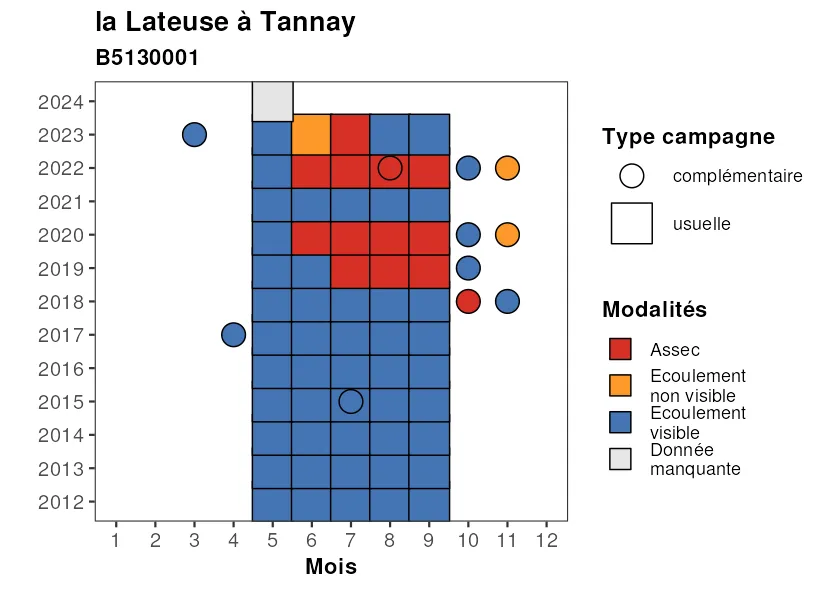 la Lateuse à Tannay
B5130001
2024
2023
2022
2021
2020
2019
2018
2017
2016
2015
2014
2013
2012
1 2 3 4 5 6 7 8 9 10 11 12
Mois
Type campagne
complémentaire
usuelle
Modalités
Assec
Ecoulement
non visible
Ecoulement
visible
Donnée
manquante